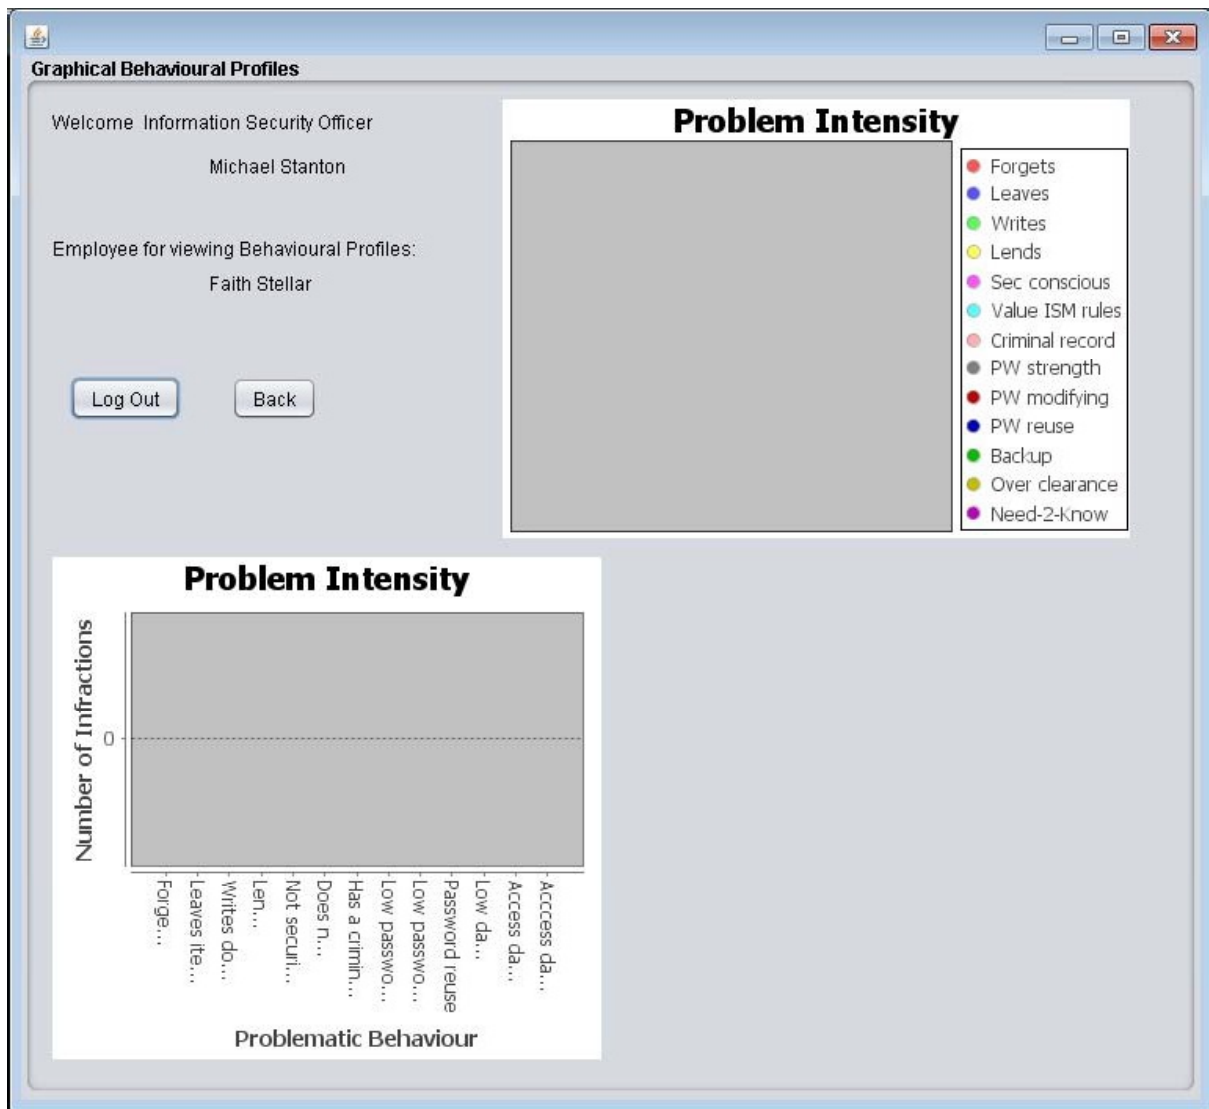 Graphical Behavioural Profiles
Welcome Information Security Officer
Michael Stanton
Employee for viewing Behavioural Profiles:
Faith Stellar
Log Out
Back
Problem Intensity
Forgets
Leaves
Writes
Lends
Sec conscious
Value ISM rules
Criminal record
PW strength
PW modifying
PW reuse
Backup
Over clearance
Need-2-Know
Problem Intensity
Number of Infractions
0
Forge...
Leaves ite...
Writes do...
Len...
Not securi...
Does n...
Has a crimin...
Low passwo...
Low passwo...
Password reuse
Low da...
Access da...
Acccess da...
Problematic Behaviour